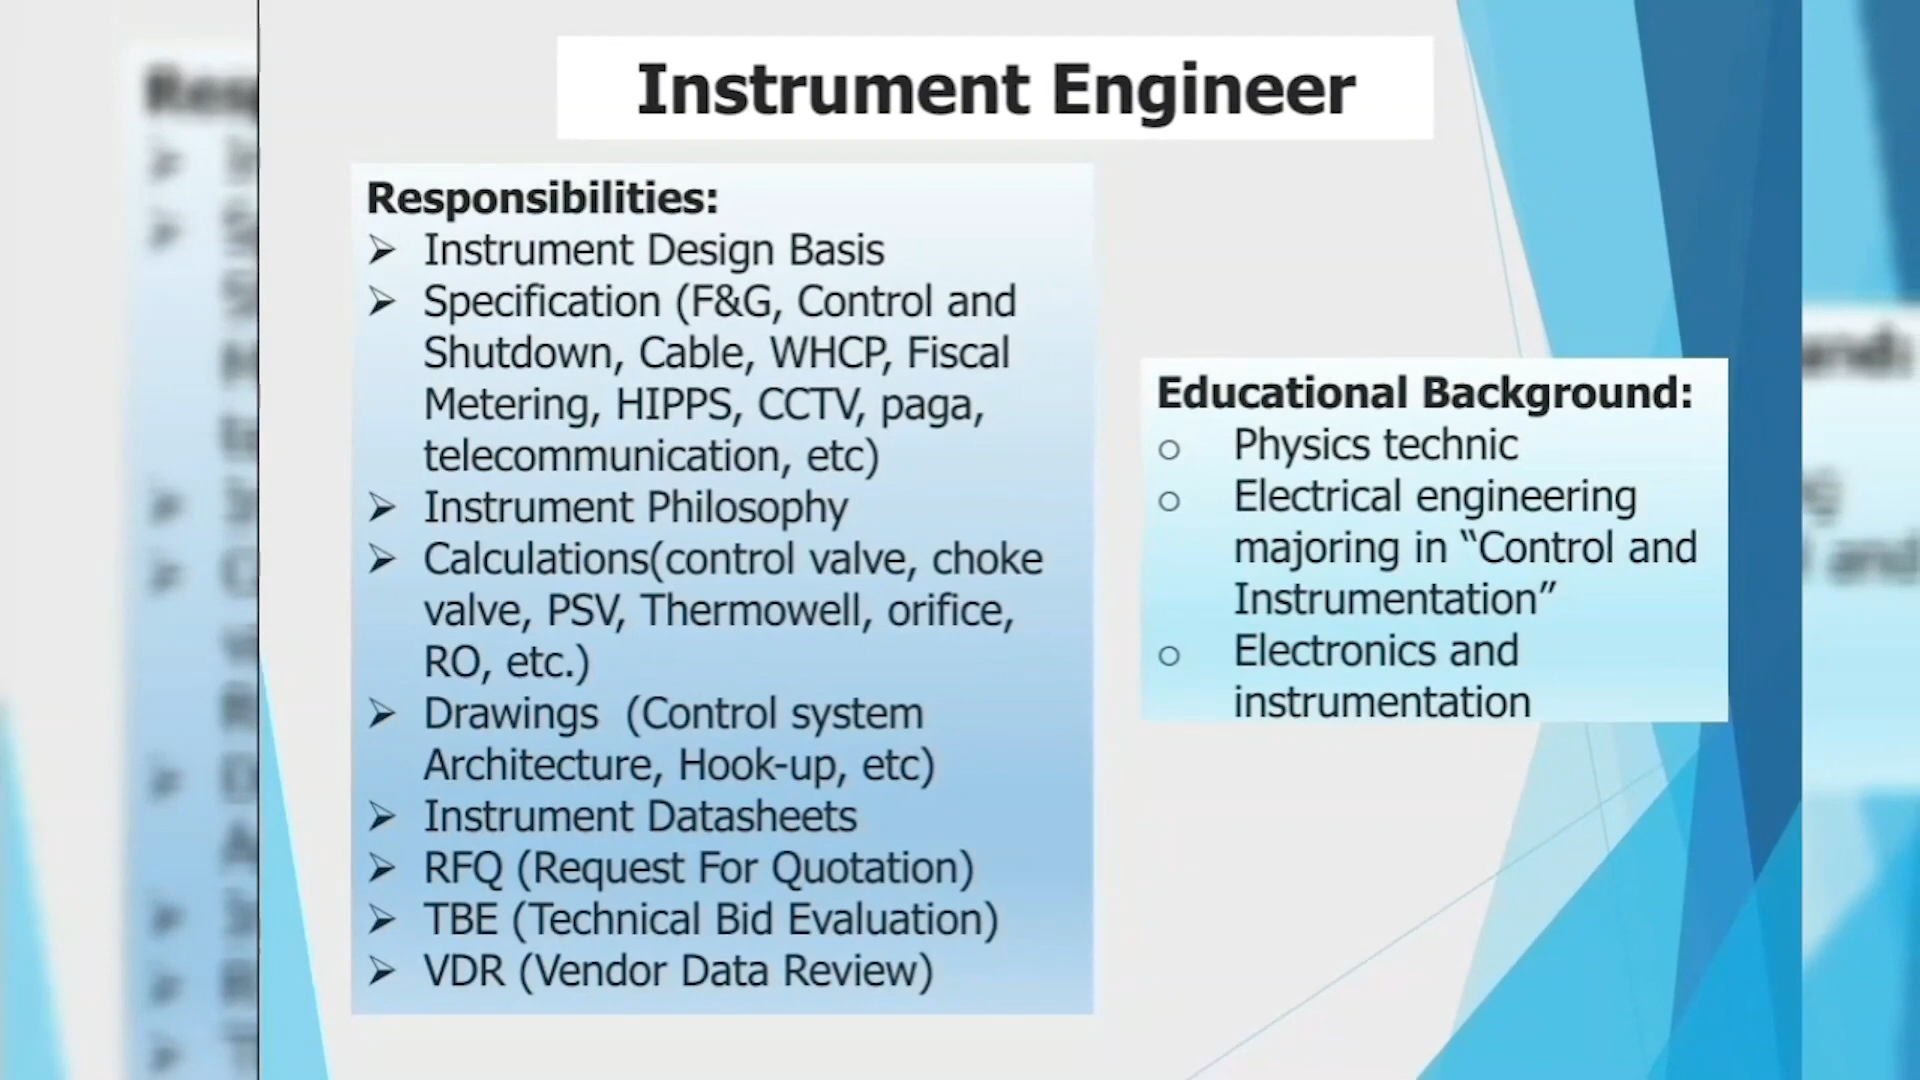 Instrument Engineer
Responsibilities:
➢ Instrument Design Basis
➢ Specification (F&G, Control and
Shutdown, Cable, WHCP, Fiscal
Metering, HIPPS, CCTV, paga,
telecommunication, etc)
➢ Instrument Philosophy
➢ Calculations(control valve, choke
valve, PSV, Thermowell, orifice,
RO, etc.)
➢ Drawings (Control system
Architecture, Hook-up, etc)
➢ Instrument Datasheets
➢ RFQ (Request For Quotation)
➢ TBE (Technical Bid Evaluation)
➢ VDR (Vendor Data Review)
Educational Background:
o Physics technic
o Electrical engineering
majoring in “Control and
Instrumentation”
o Electronics and
instrumentation